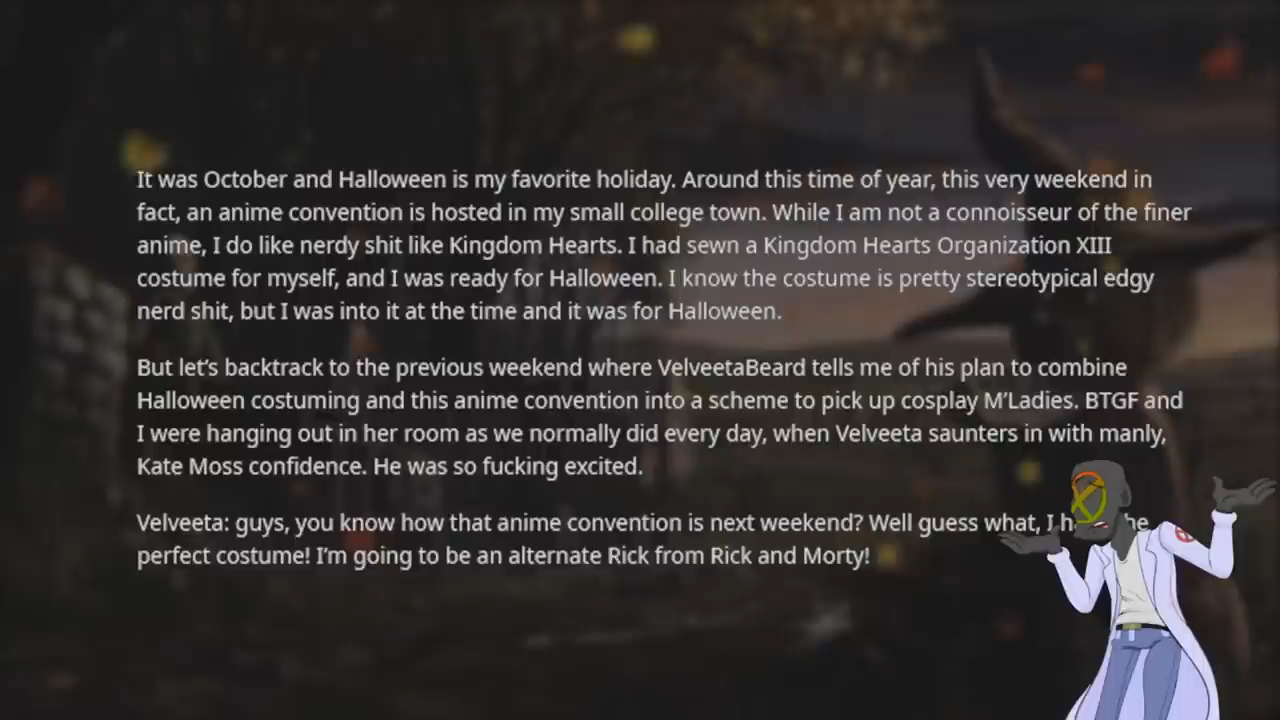 It was October and Halloween is my favorite holiday. Around this time of year, this very weekend in
fact, an anime convention is hosted in my small college town. While I am not a connoisseur of the finer
anime, I do like nerdy shit like Kingdom Hearts. I had sewn a Kingdom Hearts Organization XIII
costume for myself, and I was ready for Halloween. I know the costume is pretty stereotypical edgy
nerd shit, but I was into it at the time and it was for Halloween.
But let’s backtrack to the previous weekend where VelveetaBeard tells me of his plan to combine
Halloween costuming and this anime convention into a scheme to pick up cosplay M’Ladies. BTGF and
I were hanging out in her room as we normally did every day, when Velveeta saunters in with manly,
Kate Moss confidence. He was so fucking excited.
Velveeta: guys, you know how that anime convention is next weekend? Well guess what, I
perfect costume! I’m going to be an alternate Rick from Rick and Morty!